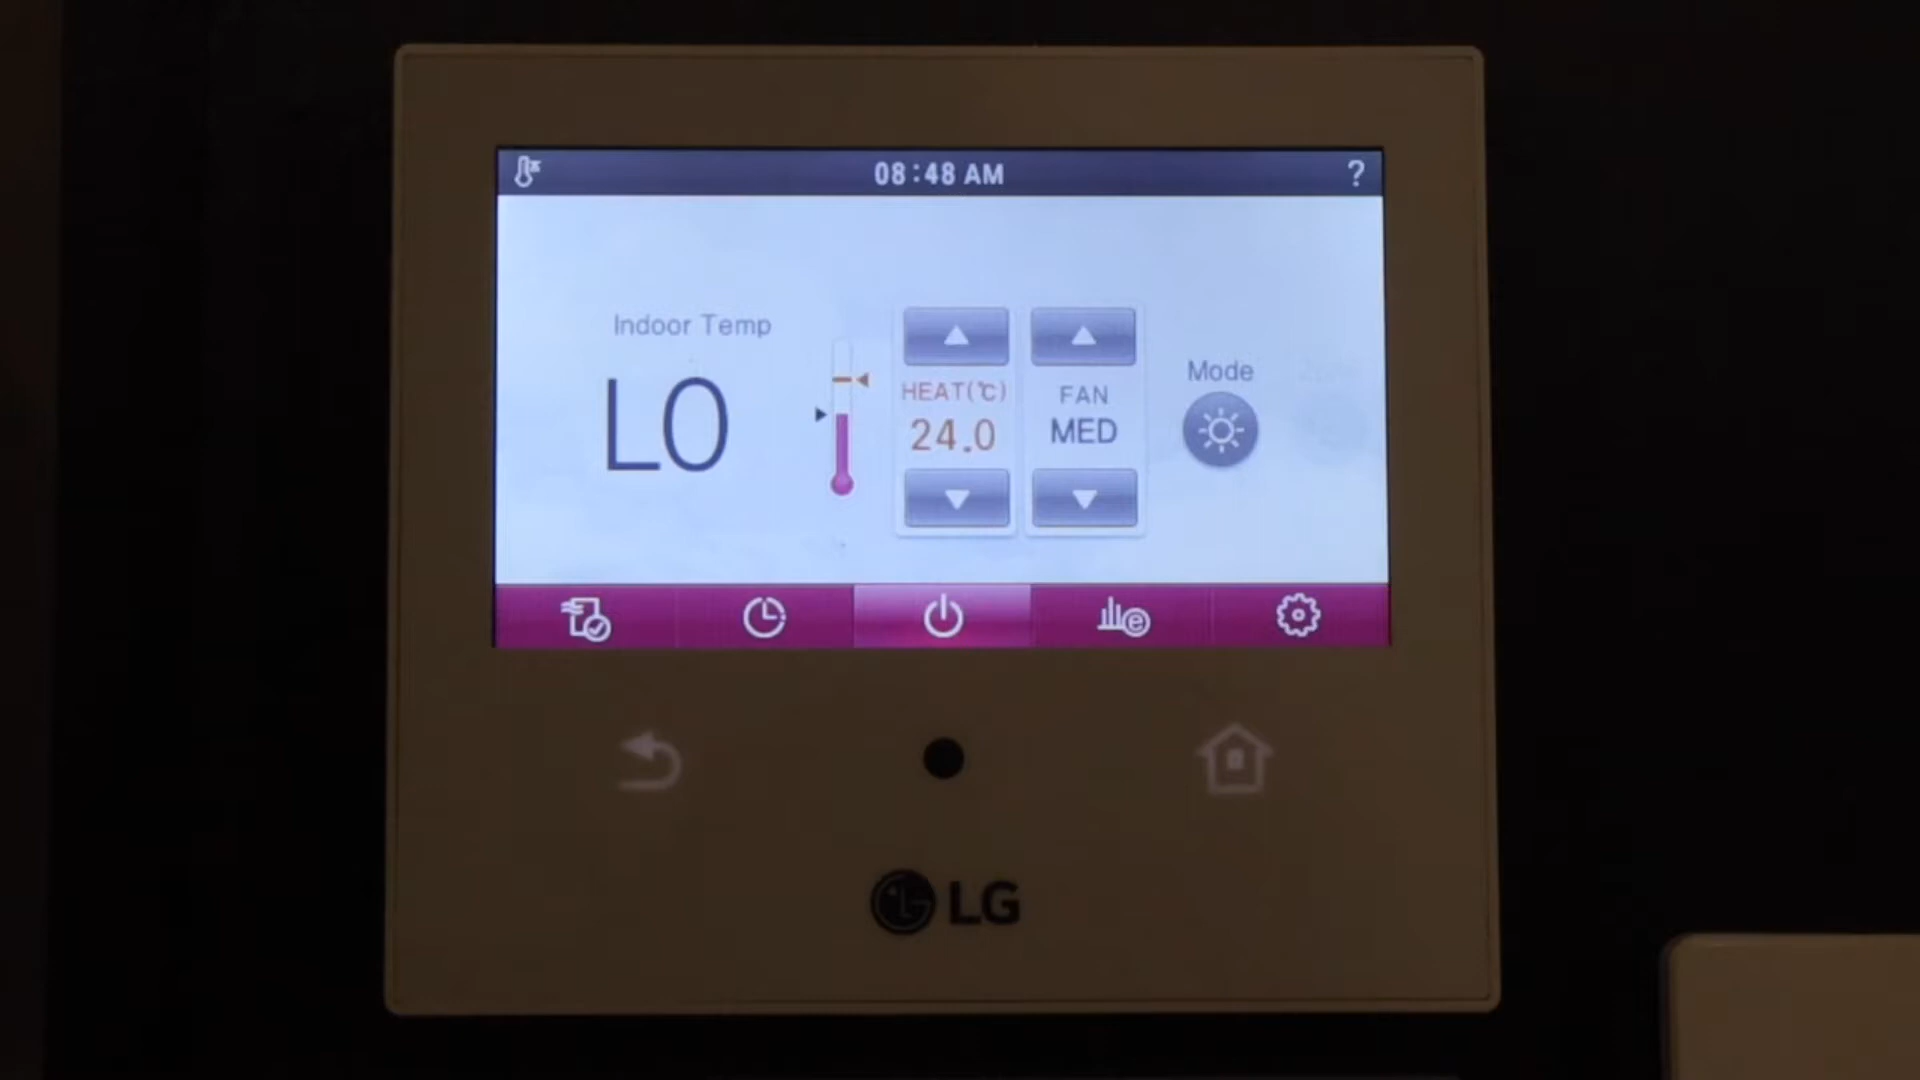 08:48 AM
?
Indoor Temp
LO
HEAT(℃)
24.0
FAN
MED
Mode
LG